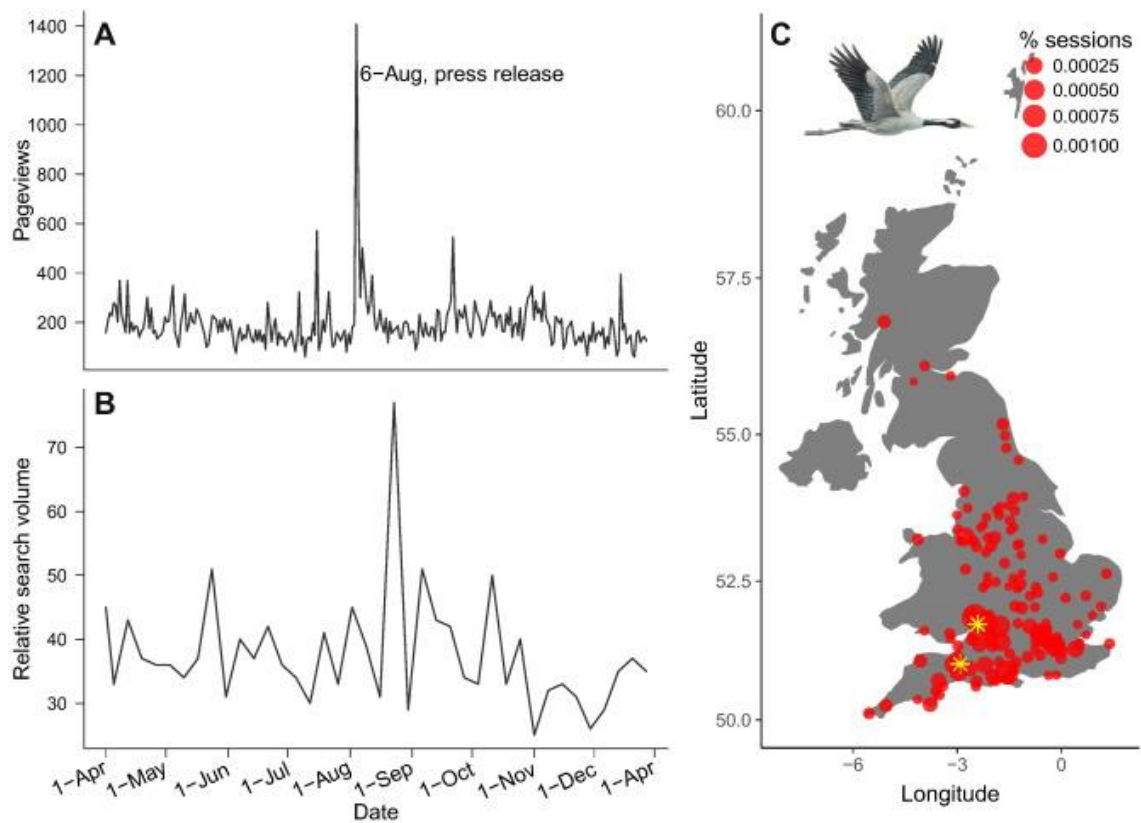 A
1400
1200
1000
800
600
400
200
Pageviews
6−Aug, press release
B
70
60
50
40
30
Relative search volume
1−Apr
1−May
1−Jun
1−Jul
1−Aug
1−Sep
1−Oct
1−Nov
1−Dec
1−Apr
Date
C
% sessions
0.00025
0.00050
0.00075
0.00100
60.0
57.5
55.0
52.5
50.0
Latitude
−6
−3
0
Longitude